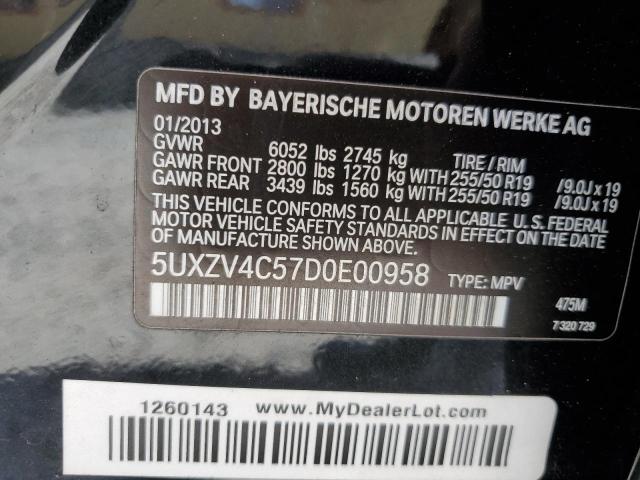 MFD BY BAYERISCHE MOTOREN WERKE AG
01/2013
GVWR 6052 lbs 2745 kg TIRE / RIM
GAWR FRONT 2800 lbs 1270 kg WITH 255/50 R19 /9.0J x 19
GAWR REAR 3439 lbs 1560 kg WITH 255/50 R19 /9.0J x 19
THIS VEHICLE CONFORMS TO ALL APPLICABLE U.S. FEDERAL
MOTOR VEHICLE SAFETY STANDARDS IN EFFECT ON THE
DATE OF MANUFACTURE SHOWN ABOVE.
5UXZV4C57D0E00958 TYPE: MPV
475M
7 320 729
1260143 www.MyDealerLot.com